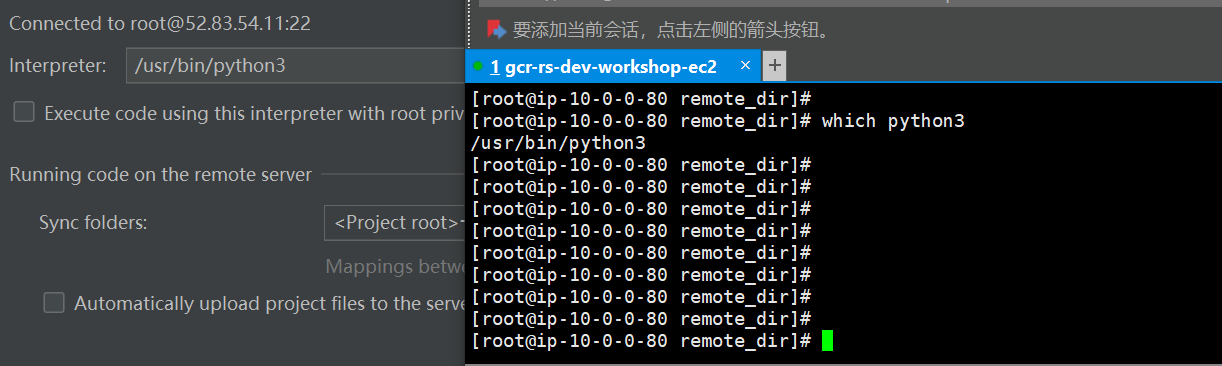 Connected to root@52.83.54.11:22
Interpreter: /usr/bin/python3
Execute code using this interpreter with root priv
Running code on the remote server
Sync folders: <Project root>
Mappings betwe
Automatically upload project files to the serve
要添加当前会话，点击左侧的箭头按钮。
1 gcr-rs-dev-workshop-ec2 × +
[root@ip-10-0-0-80 remote_dir]#
[root@ip-10-0-0-80 remote_dir]# which python3
/usr/bin/python3
[root@ip-10-0-0-80 remote_dir]#
[root@ip-10-0-0-80 remote_dir]#
[root@ip-10-0-0-80 remote_dir]#
[root@ip-10-0-0-80 remote_dir]#
[root@ip-10-0-0-80 remote_dir]#
[root@ip-10-0-0-80 remote_dir]#
[root@ip-10-0-0-80 remote_dir]#
[root@ip-10-0-0-80 remote_dir]#
[root@ip-10-0-0-80 remote_dir]#